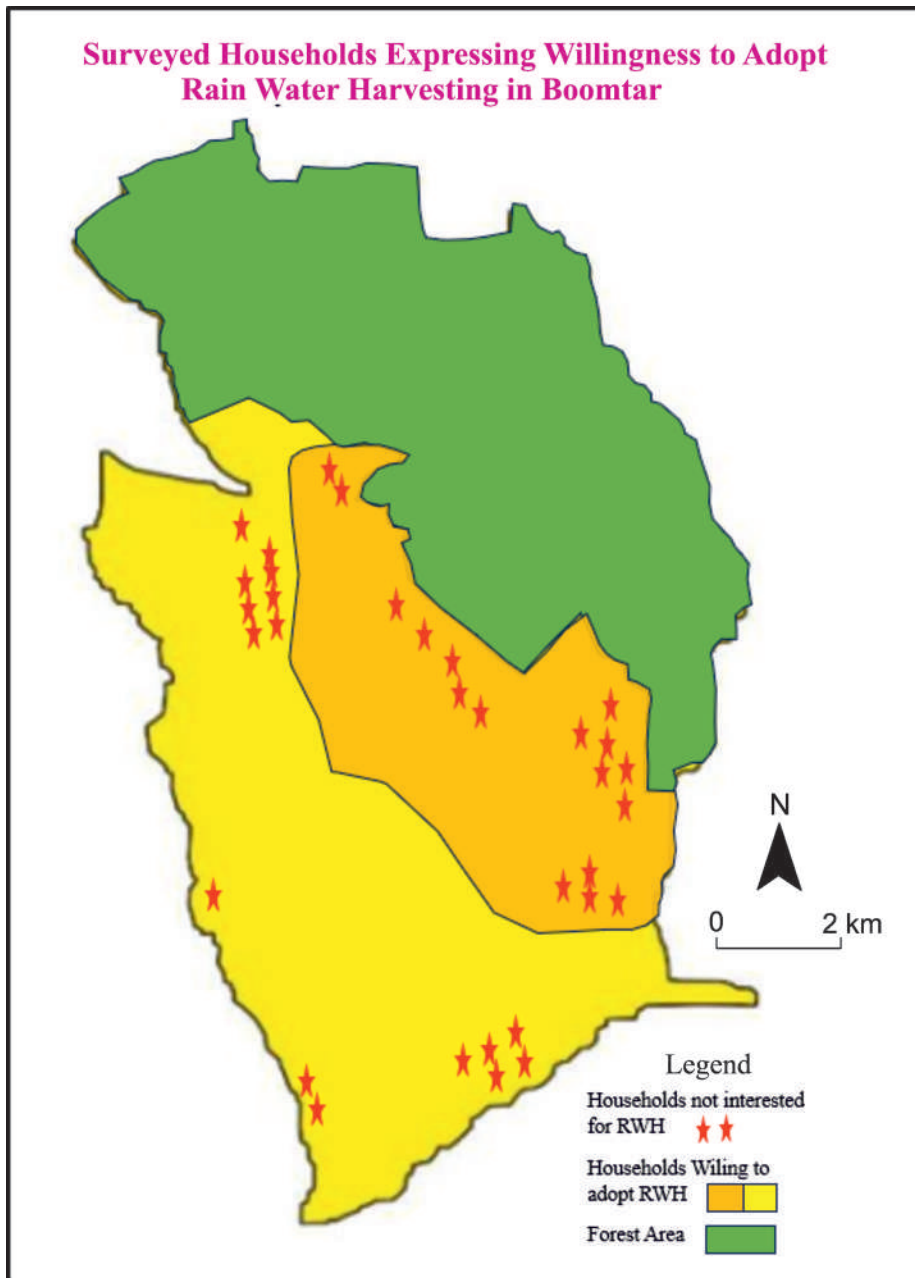 Surveyed Households Expressing Willingness to Adopt
Rain Water Harvesting in Boomtar
N
0 2 km
Legend
Households not interested
for RWH
Households Wiling to
adopt RWH
Forest Area